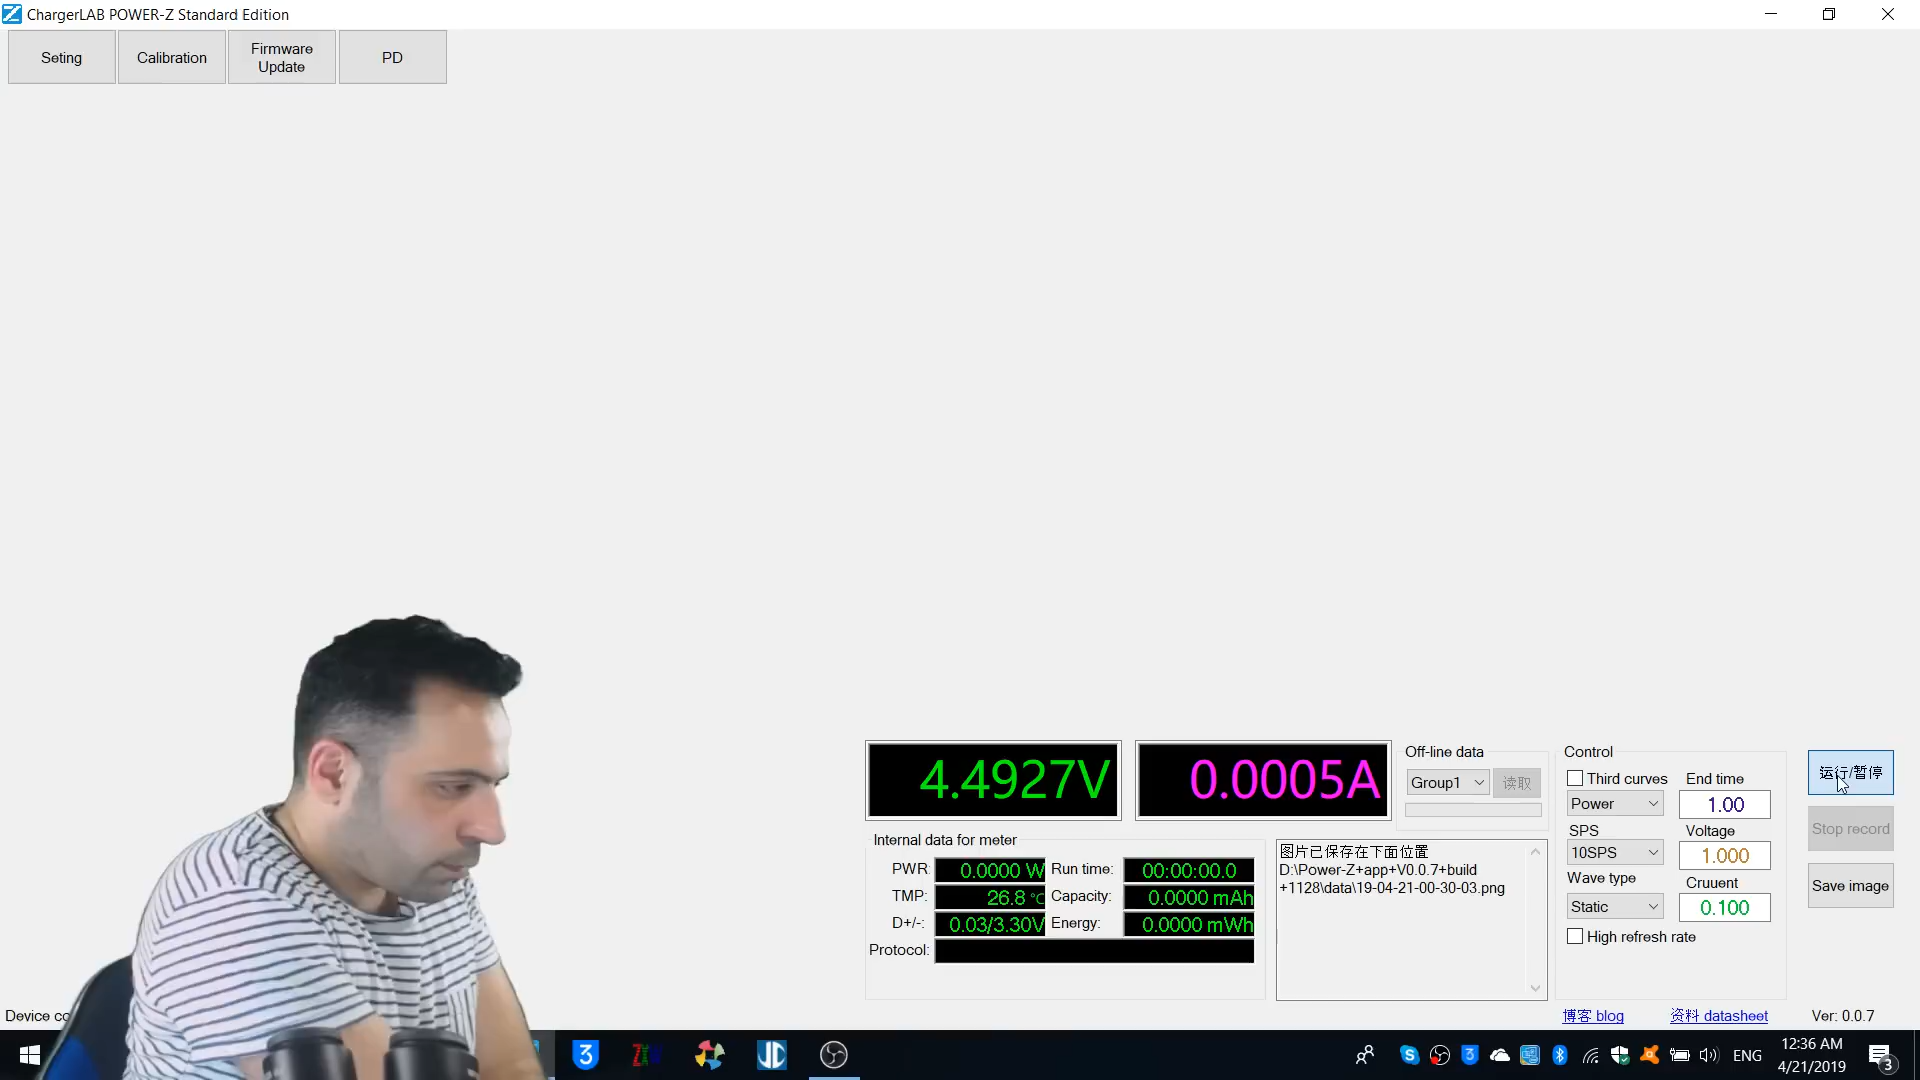 ChargerLAB POWER-Z Standard Edition
Seting
Calibration
Firmware
Update
PD
4.4927V
0.0005A
Off-line data
Group1
读取
Control
Third curves
End time
Power
1.00
SPS
Voltage
10SPS
1.000
Wave type
Cruuent
Static
0.100
High refresh rate
运行/暂停
Stop record
Save image
Internal data for meter
PWR: 0.0000 W Run time: 00:00:00.0
TMP: 26.8 °C Capacity: 0.0000 mAh
D+/-: 0.03/3.30V Energy: 0.0000 mWh
Protocol:
图片已保存在下面位置
D:\Power-Z+app+V0.0.7+build
+1128\data\19-04-21-00-30-03.png
Device
博客 blog
资料 datasheet
Ver: 0.0.7
ENG
12:36 AM
4/21/2019
3